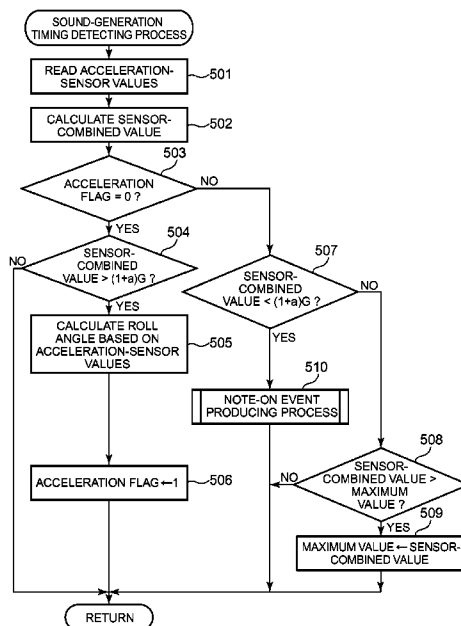 SOUND-GENERATION
TIMING DETECTING PROCESS
READ ACCELERATION-
SENSOR VALUES
501
CALCULATE SENSOR-
COMBINED VALUE
502
503
ACCELERATION
FLAG = 0 ?
NO
YES
504
NO
SENSOR-
COMBINED
VALUE > (1+a)G ?
YES
507
SENSOR-
COMBINED
VALUE < (1+a)G ?
NO
YES
CALCULATE ROLL
ANGLE BASED ON
ACCELERATION-SENSOR
VALUES
505
510
NOTE-ON EVENT
PRODUCING PROCESS
508
NO
SENSOR-
COMBINED VALUE >
MAXIMUM
VALUE ?
YES
509
ACCELERATION FLAG ←1
506
MAXIMUM VALUE ← SENSOR-
COMBINED VALUE
RETURN